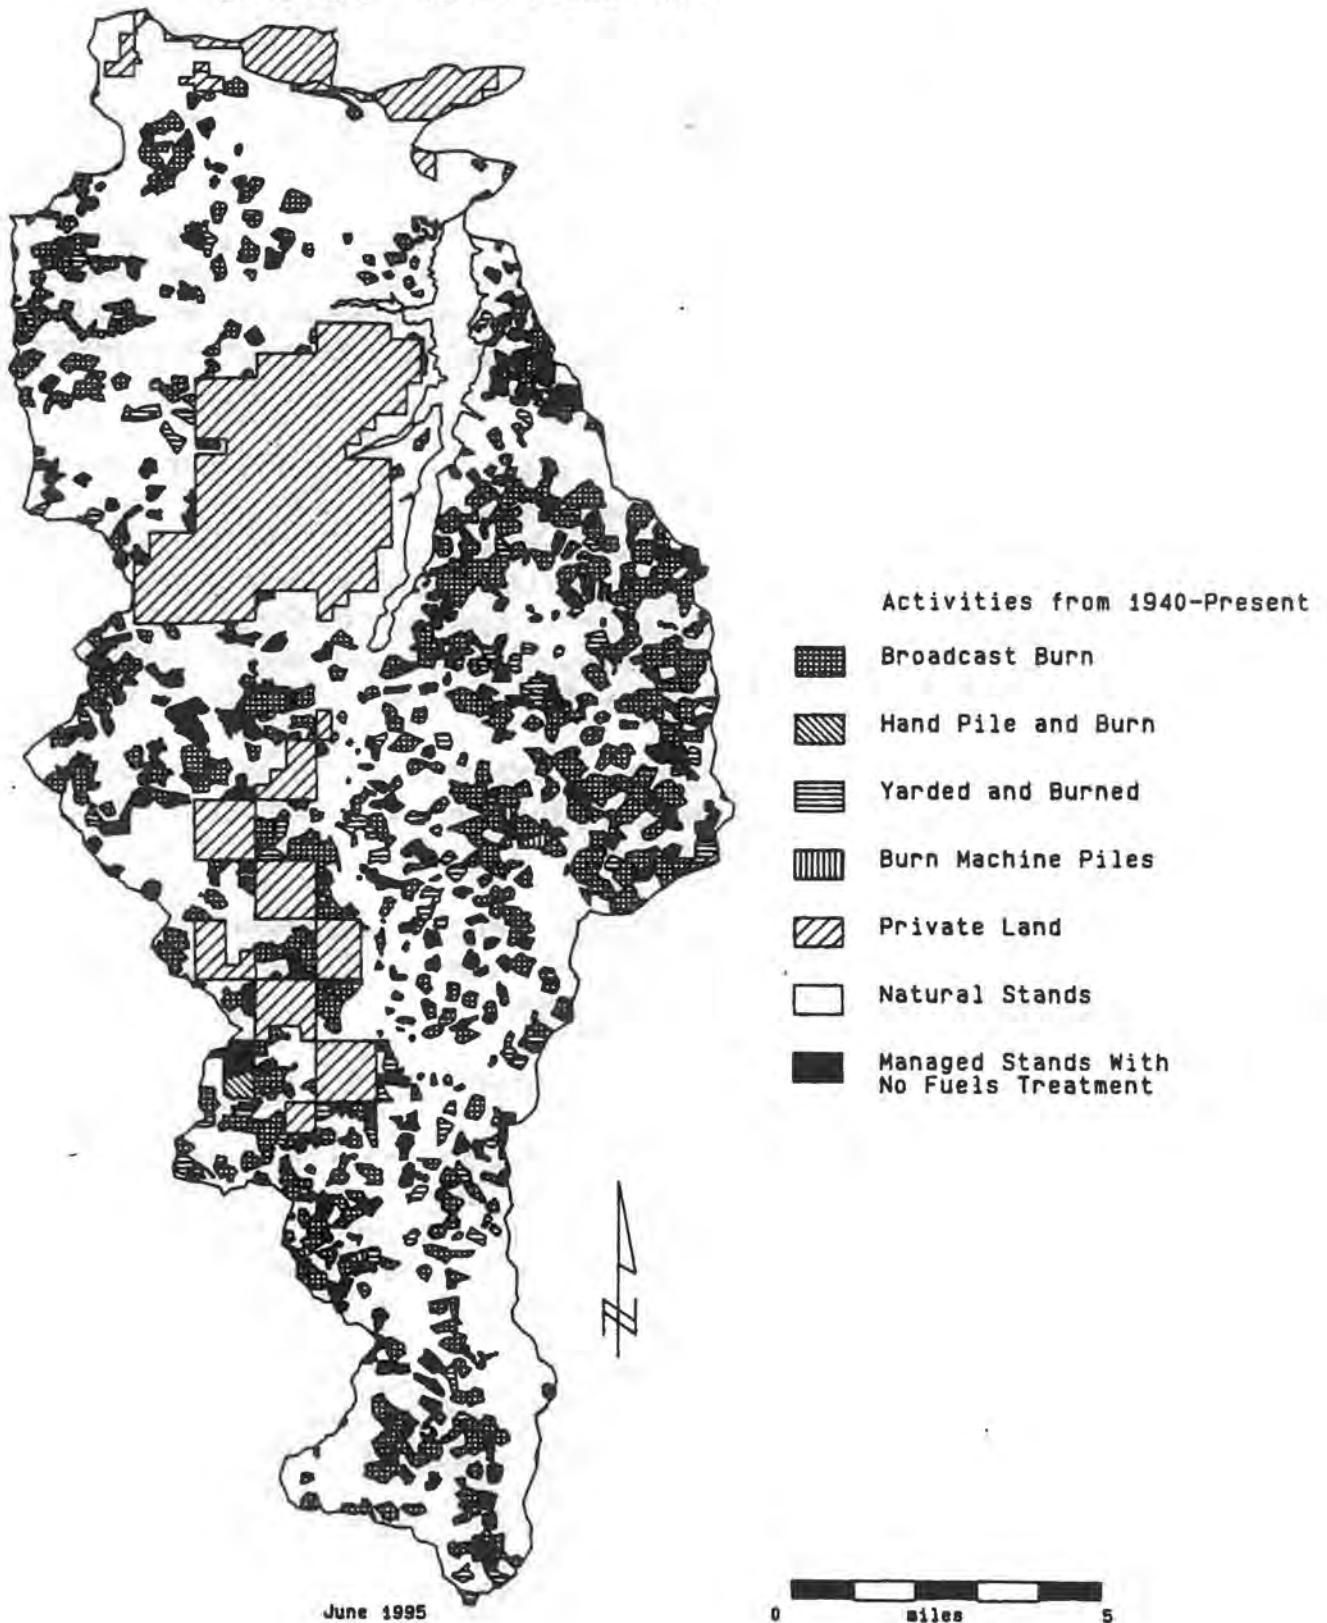 Activities from 1940-Present
Broadcast Burn
Hand Pile and Burn
Yarded and Burned
Burn Machine Piles
Private Land
Natural Stands
Managed Stands With
No Fuels Treatment
June 1995
0 miles 5